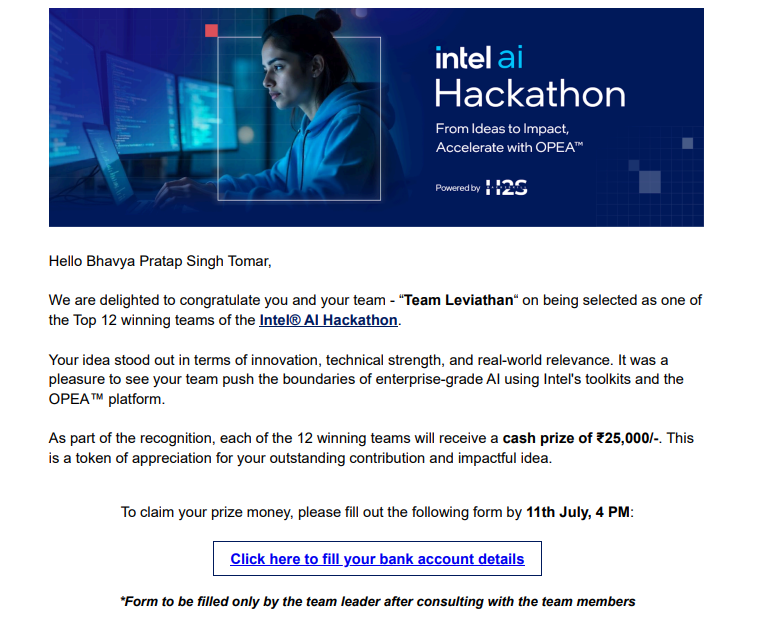 intel ai
Hackathon
From Ideas to Impact,
Accelerate with OPEA™
Powered by H2S
Hello Bhavya Pratap Singh Tomar,
We are delighted to congratulate you and your team - “Team Leviathan“ on being selected as one of
the Top 12 winning teams of the Intel® AI Hackathon.
Your idea stood out in terms of innovation, technical strength, and real-world relevance. It was a
pleasure to see your team push the boundaries of enterprise-grade AI using Intel's toolkits and the
OPEA™ platform.
As part of the recognition, each of the 12 winning teams will receive a cash prize of ₹25,000/-. This
is a token of appreciation for your outstanding contribution and impactful idea.
To claim your prize money, please fill out the following form by 11th July, 4 PM:
Click here to fill your bank account details
*Form to be filled only by the team leader after consulting with the team members